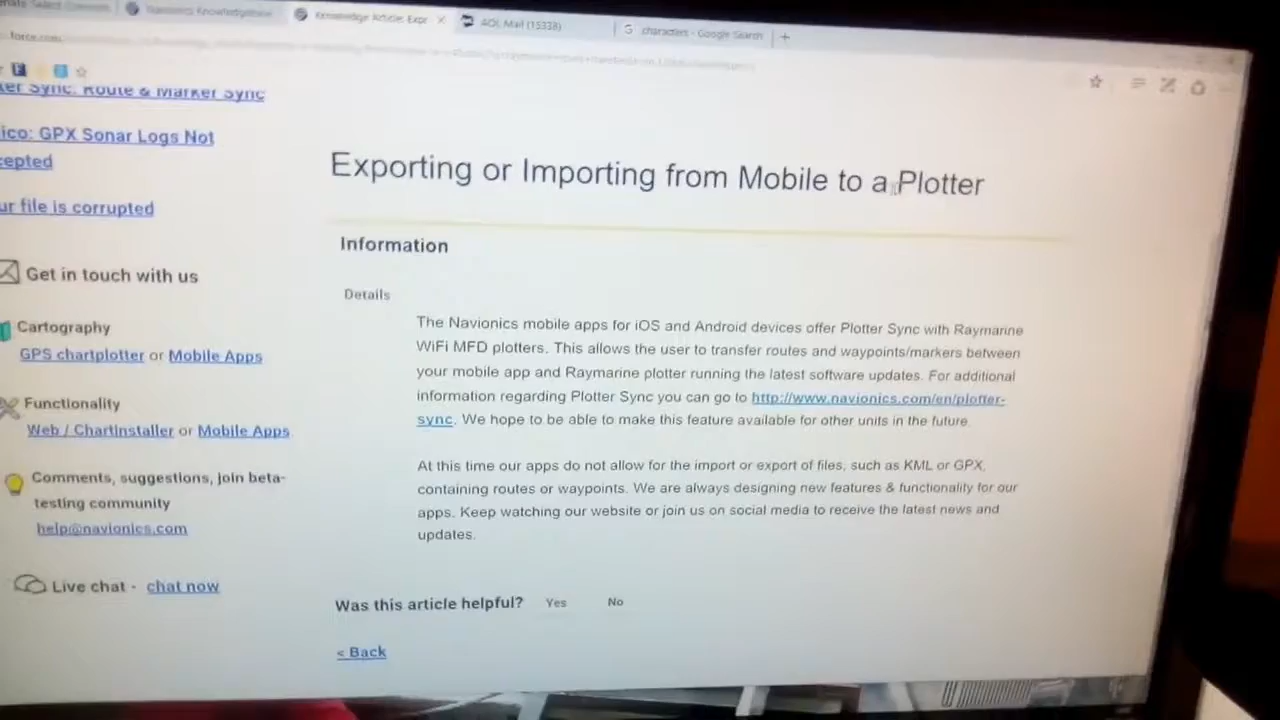 Knowledge Article: Expr
AOL Mail (15338)
characters - Google Search
force.com
Sync: Route & Marker Sync
ico: GPX Sonar Logs Not
cepted
ur file is corrupted
Get in touch with us
Cartography
GPS chartplotter or Mobile Apps
Functionality
Web / ChartInstaller or Mobile Apps
Comments, suggestions, join beta-
testing community
help@navionics.com
Live chat - chat now
Exporting or Importing from Mobile to a Plotter
Information
Details
The Navionics mobile apps for iOS and Android devices offer Plotter Sync with Raymarine
WiFi MFD plotters. This allows the user to transfer routes and waypoints/markers between
your mobile app and Raymarine plotter running the latest software updates. For additional
information regarding Plotter Sync you can go to http://www.navionics.com/en/plotter-
sync. We hope to be able to make this feature available for other units in the future.
At this time our apps do not allow for the import or export of files, such as KML or GPX,
containing routes or waypoints. We are always designing new features & functionality for our
apps. Keep watching our website or join us on social media to receive the latest news and
updates.
Was this article helpful? Yes No
< Back